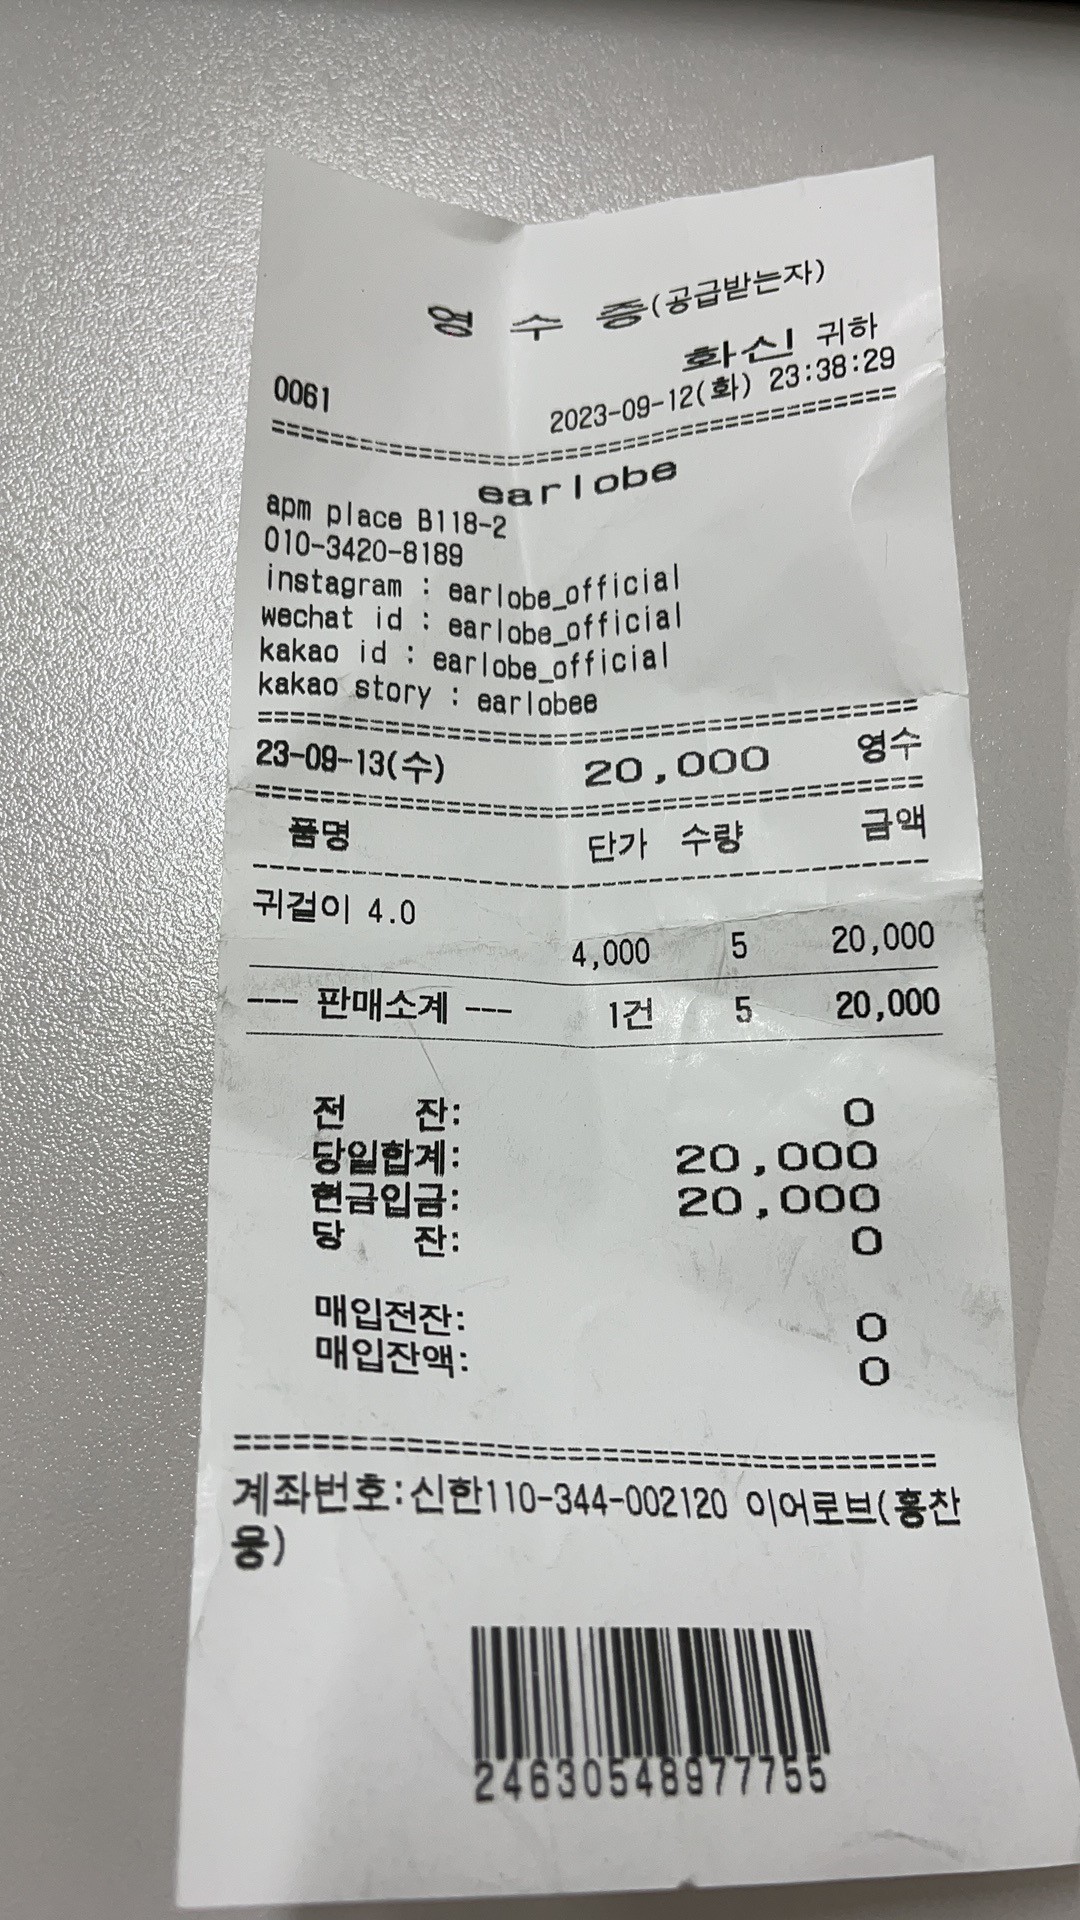 영 수 증(공급받는자)
화신 귀하
0061 2023-09-12(화) 23:38:29
========================================
earlobe
apm place B118-2
010-3420-8189
instagram : earlobe_official
wechat id : earlobe_official
kakao id : earlobe_official
kakao story : earlobee
========================================
23-09-13(수) 20,000 영수
========================================
품명 단가 수량 금액
----------------------------------------
귀걸이 4.0
4,000 5 20,000
--- 판매소계 --- 1건 5 20,000
전 잔: 0
당일합계: 20,000
현금입금: 20,000
당 잔: 0
매입전잔: 0
매입잔액: 0
========================================
계좌번호:신한110-344-002120 이어로브(홍찬
웅)
24630548977755